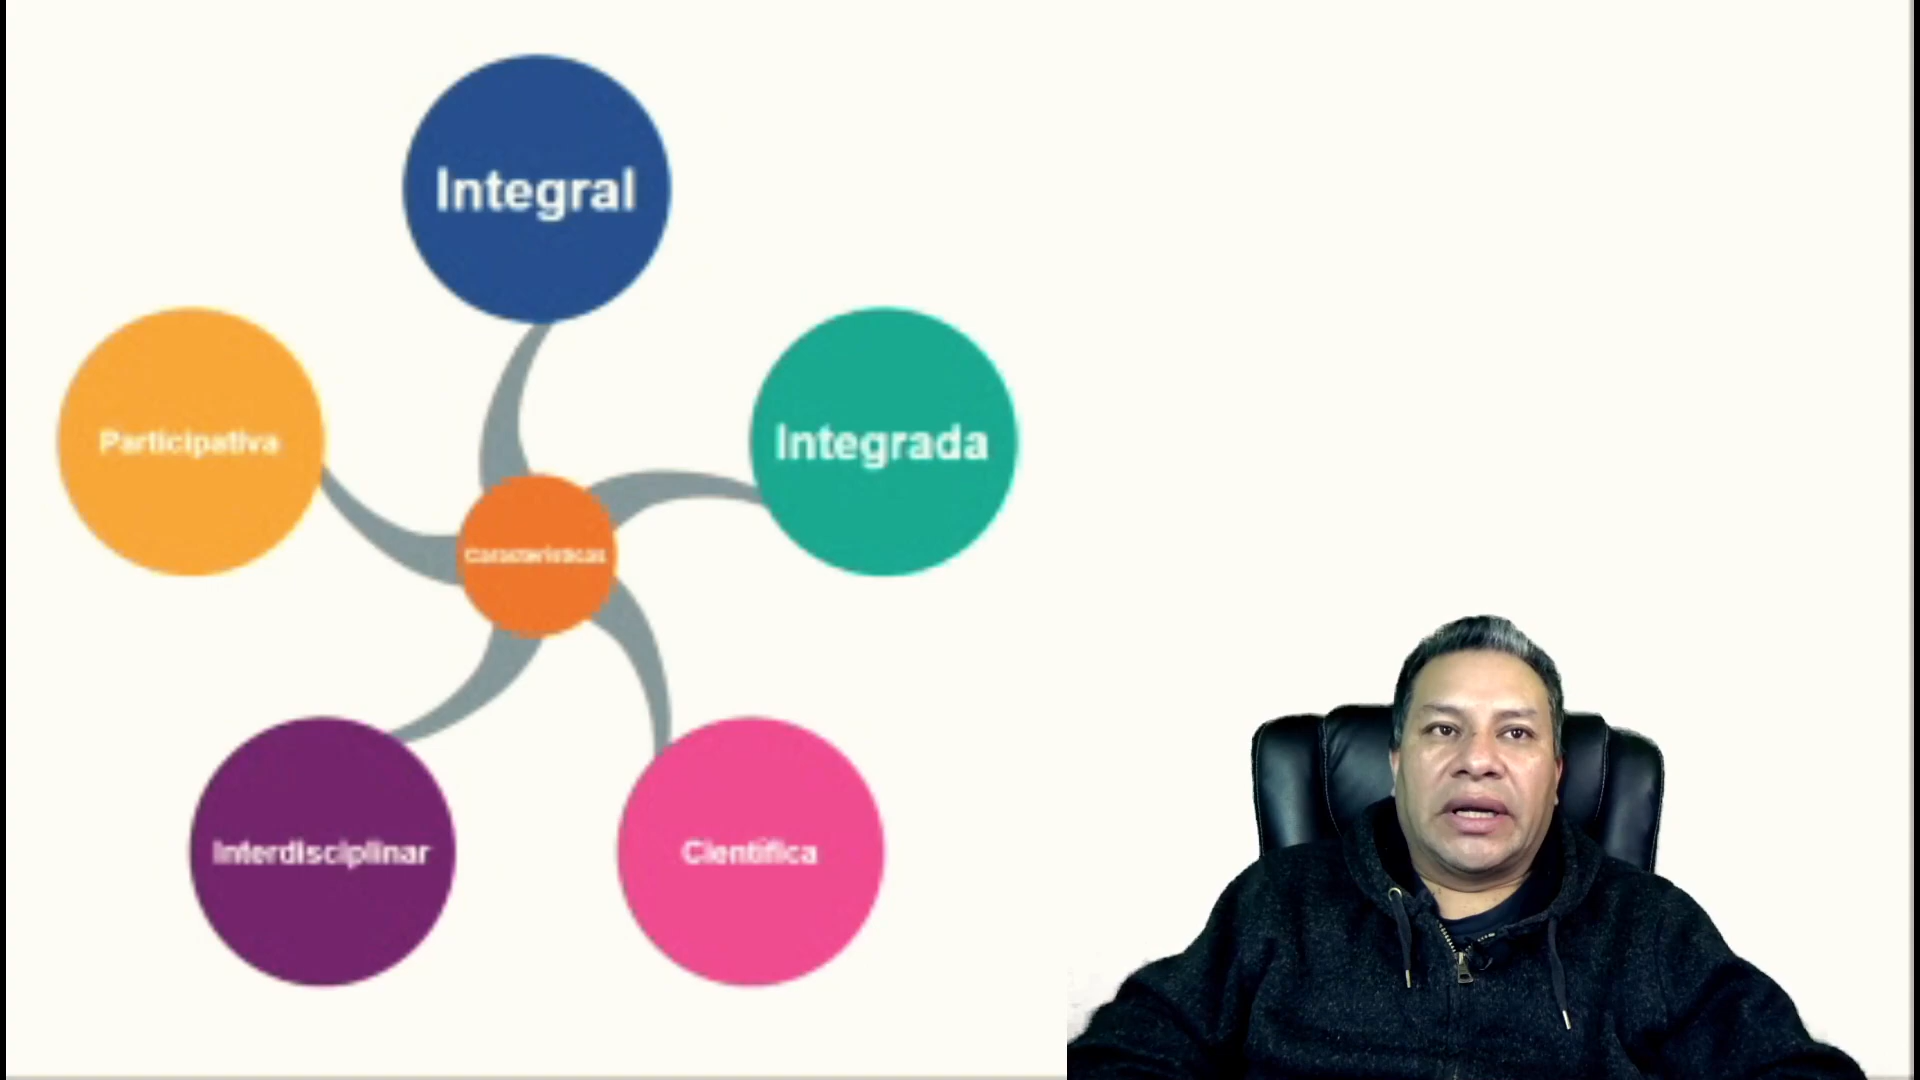 Integral
Participativa
Integrada
Características
Interdisciplinar
Científica